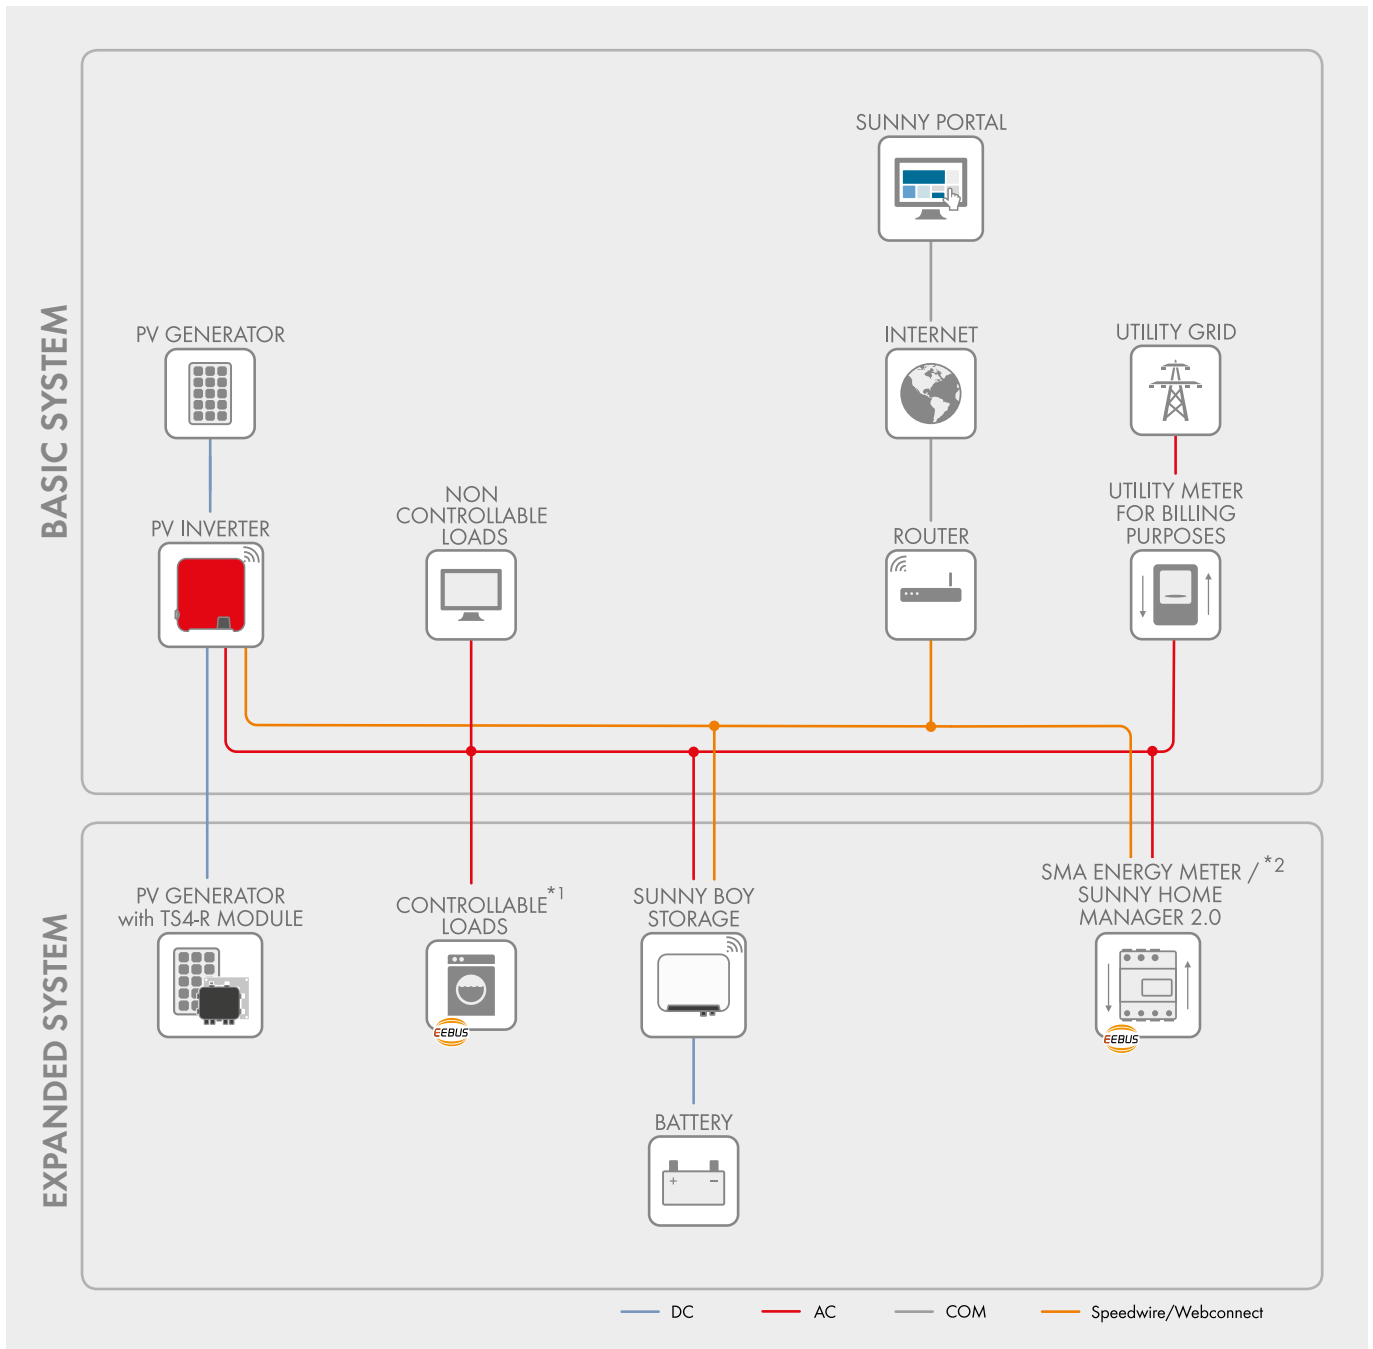 BASIC SYSTEM
SUNNY PORTAL
PV GENERATOR
INTERNET
UTILITY GRID
PV INVERTER
NON
CONTROLLABLE
LOADS
ROUTER
UTILITY METER
FOR BILLING
PURPOSES
EXPANDED SYSTEM
PV GENERATOR
with TS4-R MODULE
CONTROLLABLE *1
LOADS
EEBUS
SUNNY BOY
STORAGE
SMA ENERGY METER / *2
SUNNY HOME
MANAGER 2.0
EEBUS
BATTERY
+ −
DC
AC
COM
Speedwire/Webconnect